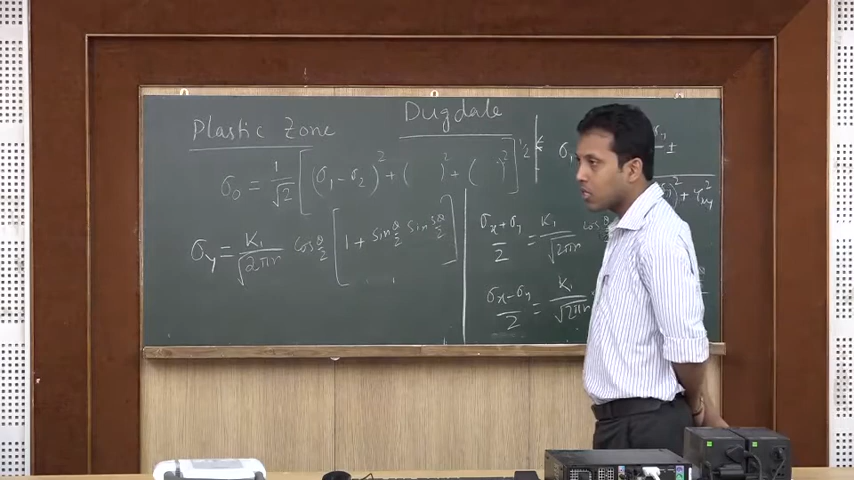 Plastic Zone
σ₀ = 1/√2 [(σ₁ - σ₂)² + ( )² + ( )²]^½
σy = K₁/√2πr cos θ/2 [1 + sin θ/2 sin 3θ/2]
Dugdale
(σx + σy)/2 = K₁/√2πr cos θ/2
(σx - σy)/2 = K₁/√2πr